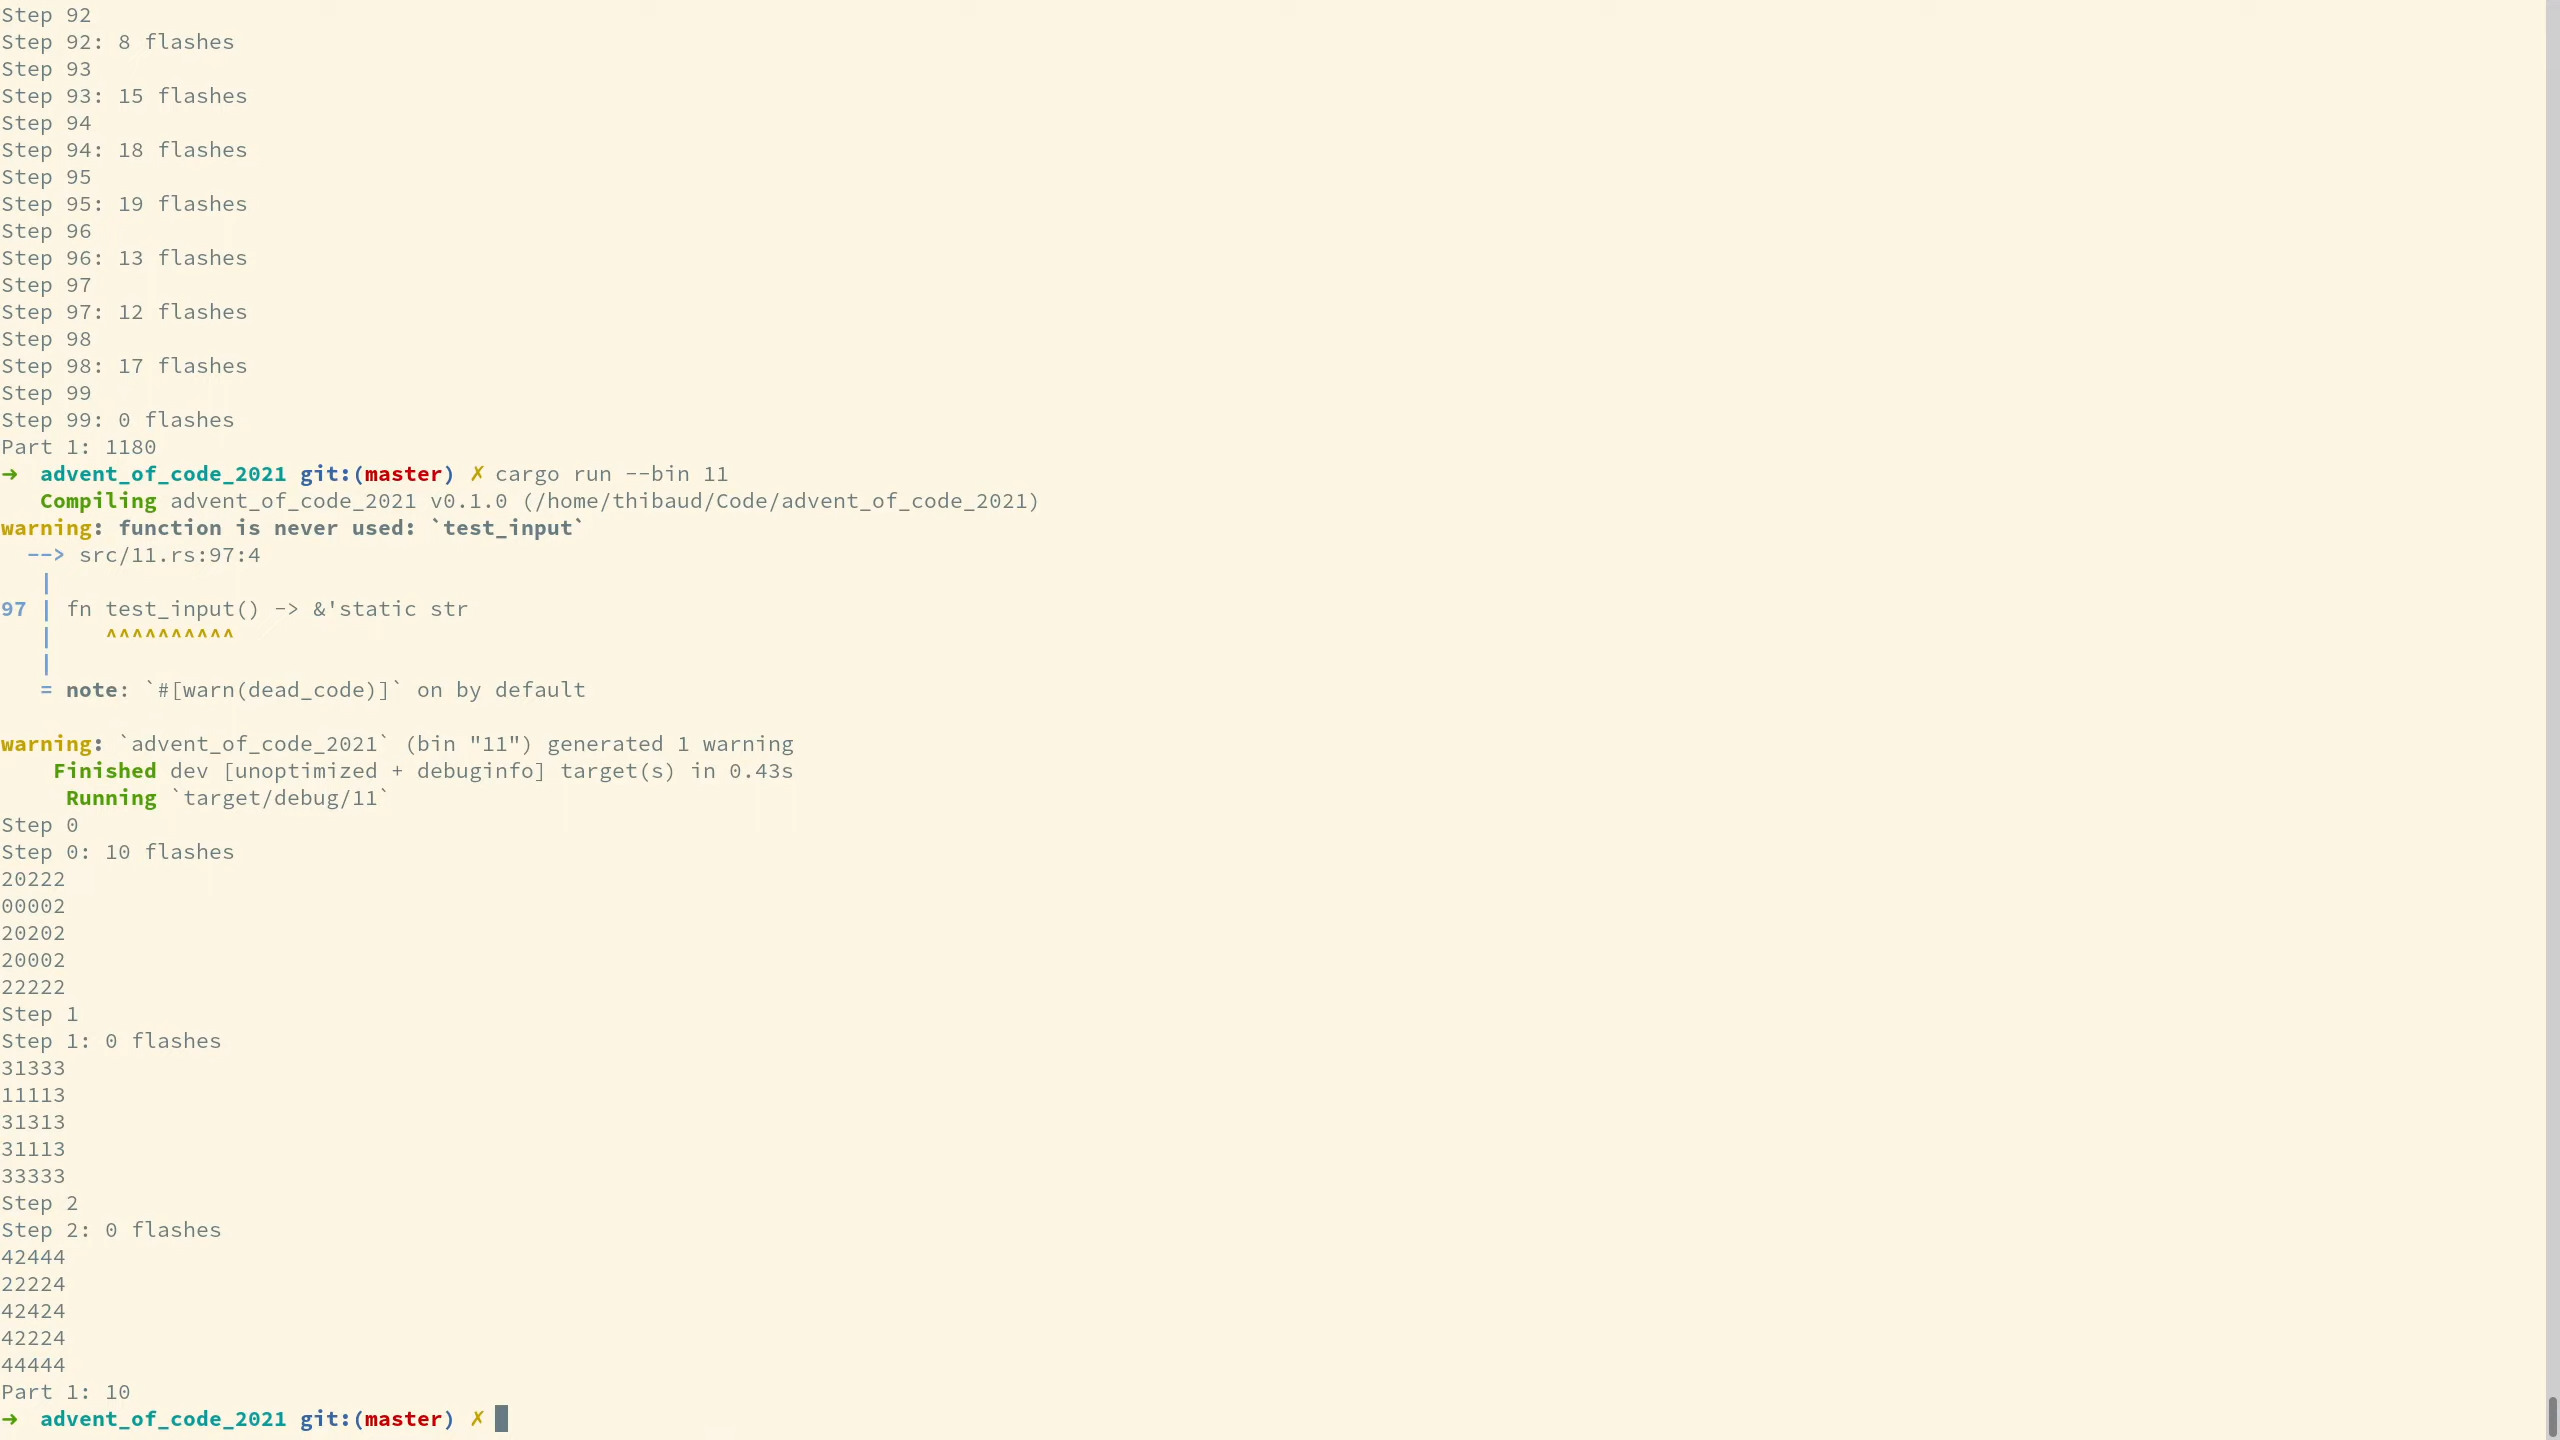 Step 92
Step 92: 8 flashes
Step 93
Step 93: 15 flashes
Step 94
Step 94: 18 flashes
Step 95
Step 95: 19 flashes
Step 96
Step 96: 13 flashes
Step 97
Step 97: 12 flashes
Step 98
Step 98: 17 flashes
Step 99
Step 99: 0 flashes
Part 1: 1180
➜  advent_of_code_2021 git:(master) ✗ cargo run --bin 11
   Compiling advent_of_code_2021 v0.1.0 (/home/thibaud/Code/advent_of_code_2021)
warning: function is never used: `test_input`
  --> src/11.rs:97:4
   |
97 | fn test_input() -> &'static str
   |    ^^^^^^^^^^
   |
   = note: `#[warn(dead_code)]` on by default

warning: `advent_of_code_2021` (bin "11") generated 1 warning
    Finished dev [unoptimized + debuginfo] target(s) in 0.43s
     Running `target/debug/11`
Step 0
Step 0: 10 flashes
20222
00002
20202
20002
22222
Step 1
Step 1: 0 flashes
31333
11113
31313
31113
33333
Step 2
Step 2: 0 flashes
42444
22224
42424
42224
44444
Part 1: 10
➜  advent_of_code_2021 git:(master) ✗